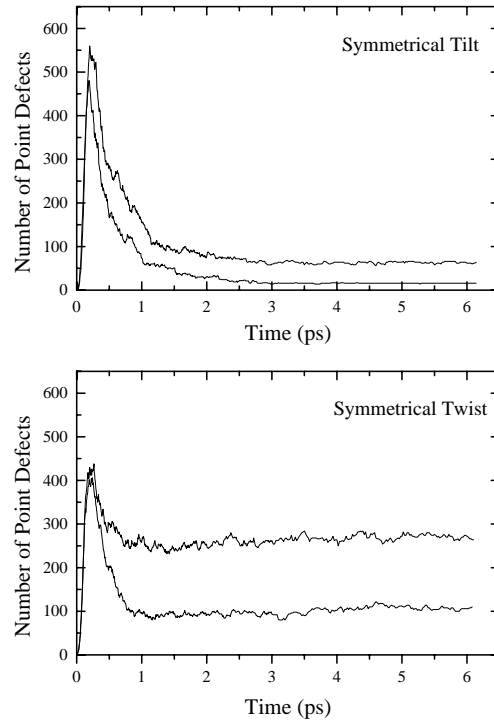 600
500
400
300
200
100
0
Number of Point Defects
Symmetrical Tilt
0 1 2 3 4 5 6
Time (ps)
600
500
400
300
200
100
0
Number of Point Defects
Symmetrical Twist
0 1 2 3 4 5 6
Time (ps)